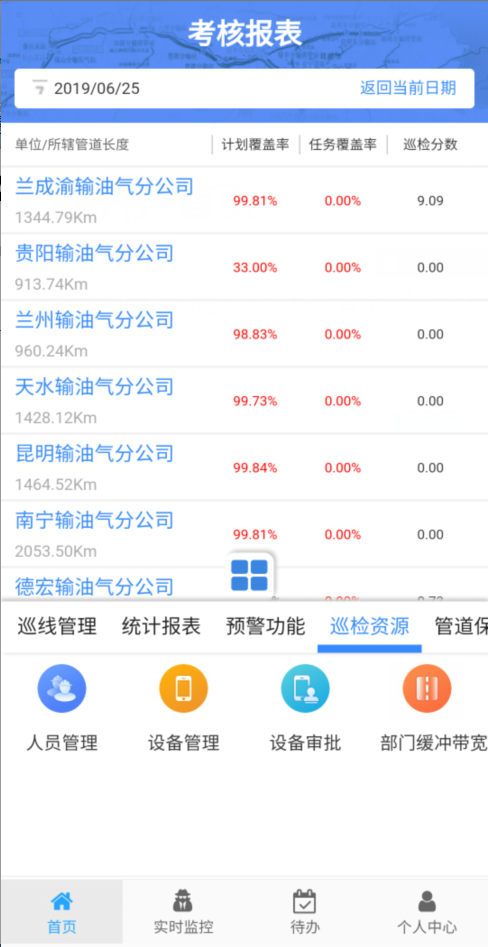 考核报表
2019/06/25 返回当前日期
单位/所辖管道长度 计划覆盖率 任务覆盖率 巡检分数
兰成渝输油气分公司
1344.79Km 99.81% 0.00% 9.09
贵阳输油气分公司
913.74Km 33.00% 0.00% 0.00
兰州输油气分公司
960.24Km 98.83% 0.00% 0.00
天水输油气分公司
1428.12Km 99.73% 0.00% 0.00
昆明输油气分公司
1464.52Km 99.84% 0.00% 0.00
南宁输油气分公司
2053.50Km 99.81% 0.00% 0.00
德宏输油气分公司
巡线管理 统计报表 预警功能 巡检资源 管道保
人员管理 设备管理 设备审批 部门缓冲带宽
首页 实时监控 待办 个人中心